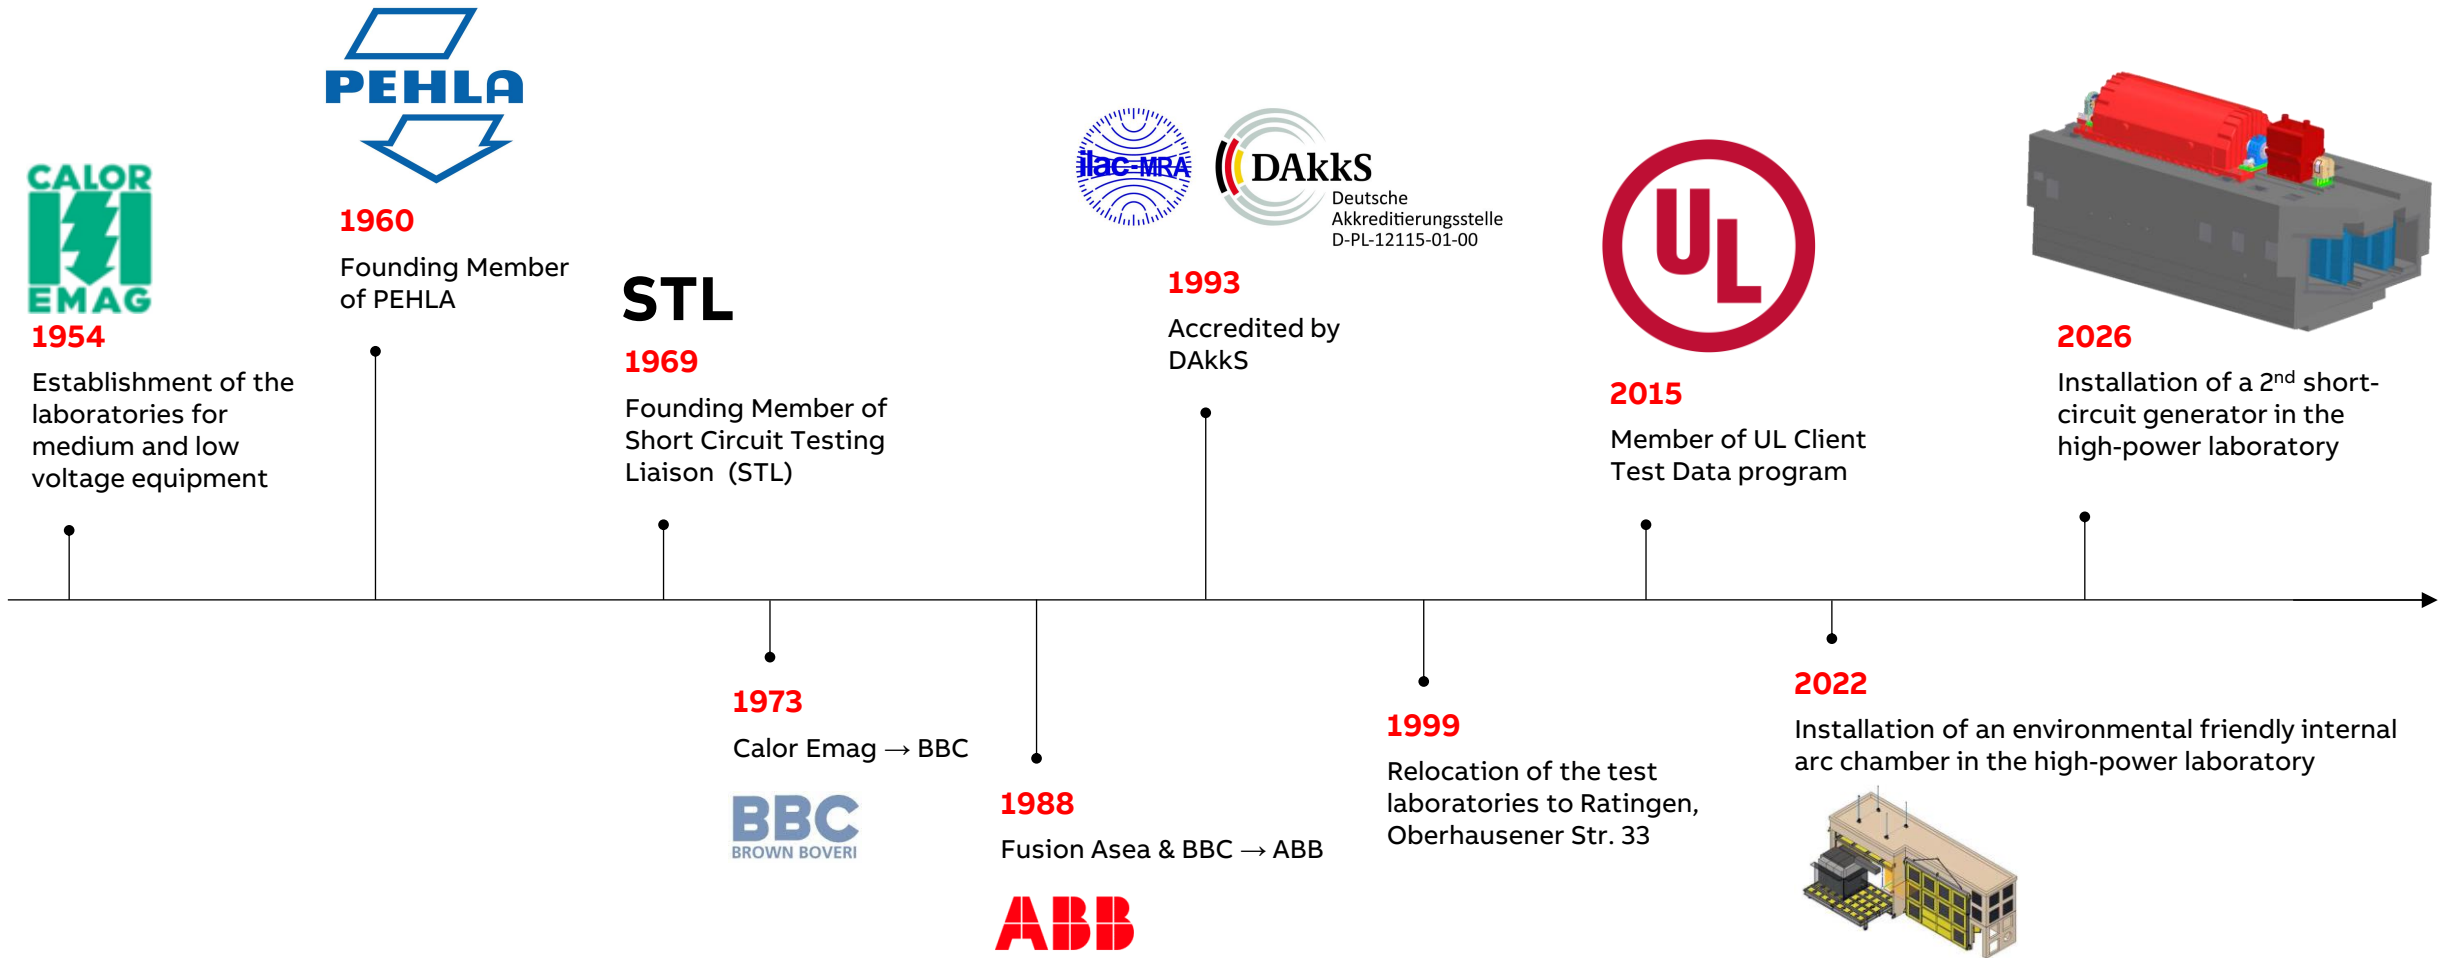 CALOR
EMAG
1954
Establishment of the
laboratories for
medium and low
voltage equipment
PEHLA
1960
Founding Member
of PEHLA
STL
1969
Founding Member of
Short Circuit Testing
Liaison  (STL)
1973
Calor Emag → BBC
BBC
BROWN BOVERI
1988
Fusion Asea & BBC → ABB
ABB
ilac-MRA
DAkkS
Deutsche
Akkreditierungsstelle
D-PL-12115-01-00
1993
Accredited by
DAkkS
1999
Relocation of the test
laboratories to Ratingen,
Oberhausener Str. 33
UL
2015
Member of UL Client
Test Data program
2022
Installation of an environmental friendly internal
arc chamber in the high-power laboratory
2026
Installation of a 2nd short-
circuit generator in the
high-power laboratory